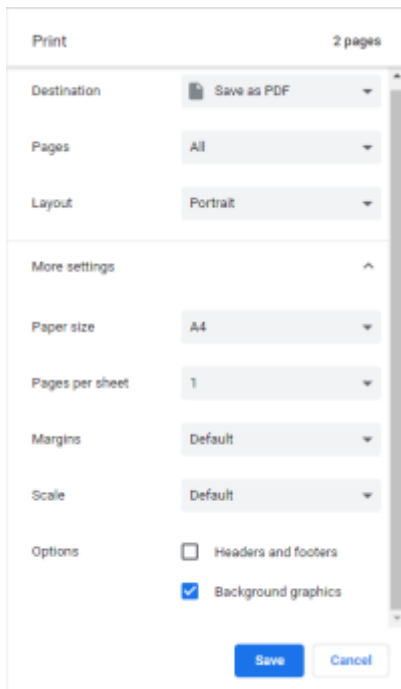 Print 2 pages
Destination Save as PDF
Pages All
Layout Portrait
More settings
Paper size A4
Pages per sheet 1
Margins Default
Scale Default
Options Headers and footers
Background graphics
Save Cancel